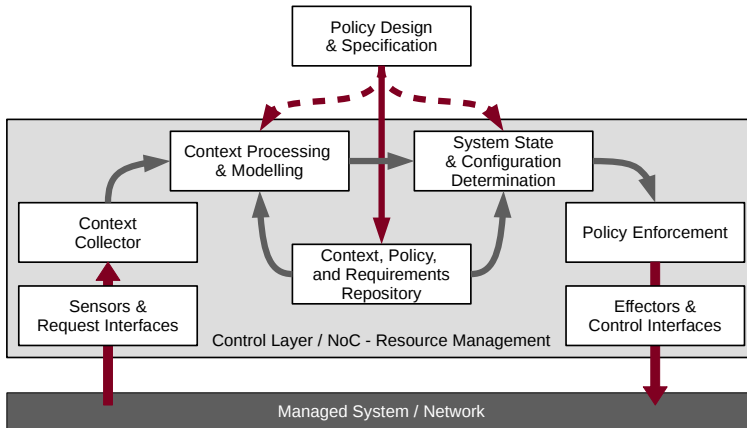 Policy Design
& Specification
Context Processing
& Modelling
System State
& Configuration
Determination
Context
Collector
Policy Enforcement
Context, Policy,
and Requirements
Repository
Sensors &
Request Interfaces
Effectors &
Control Interfaces
Control Layer / NoC - Resource Management
Managed System / Network